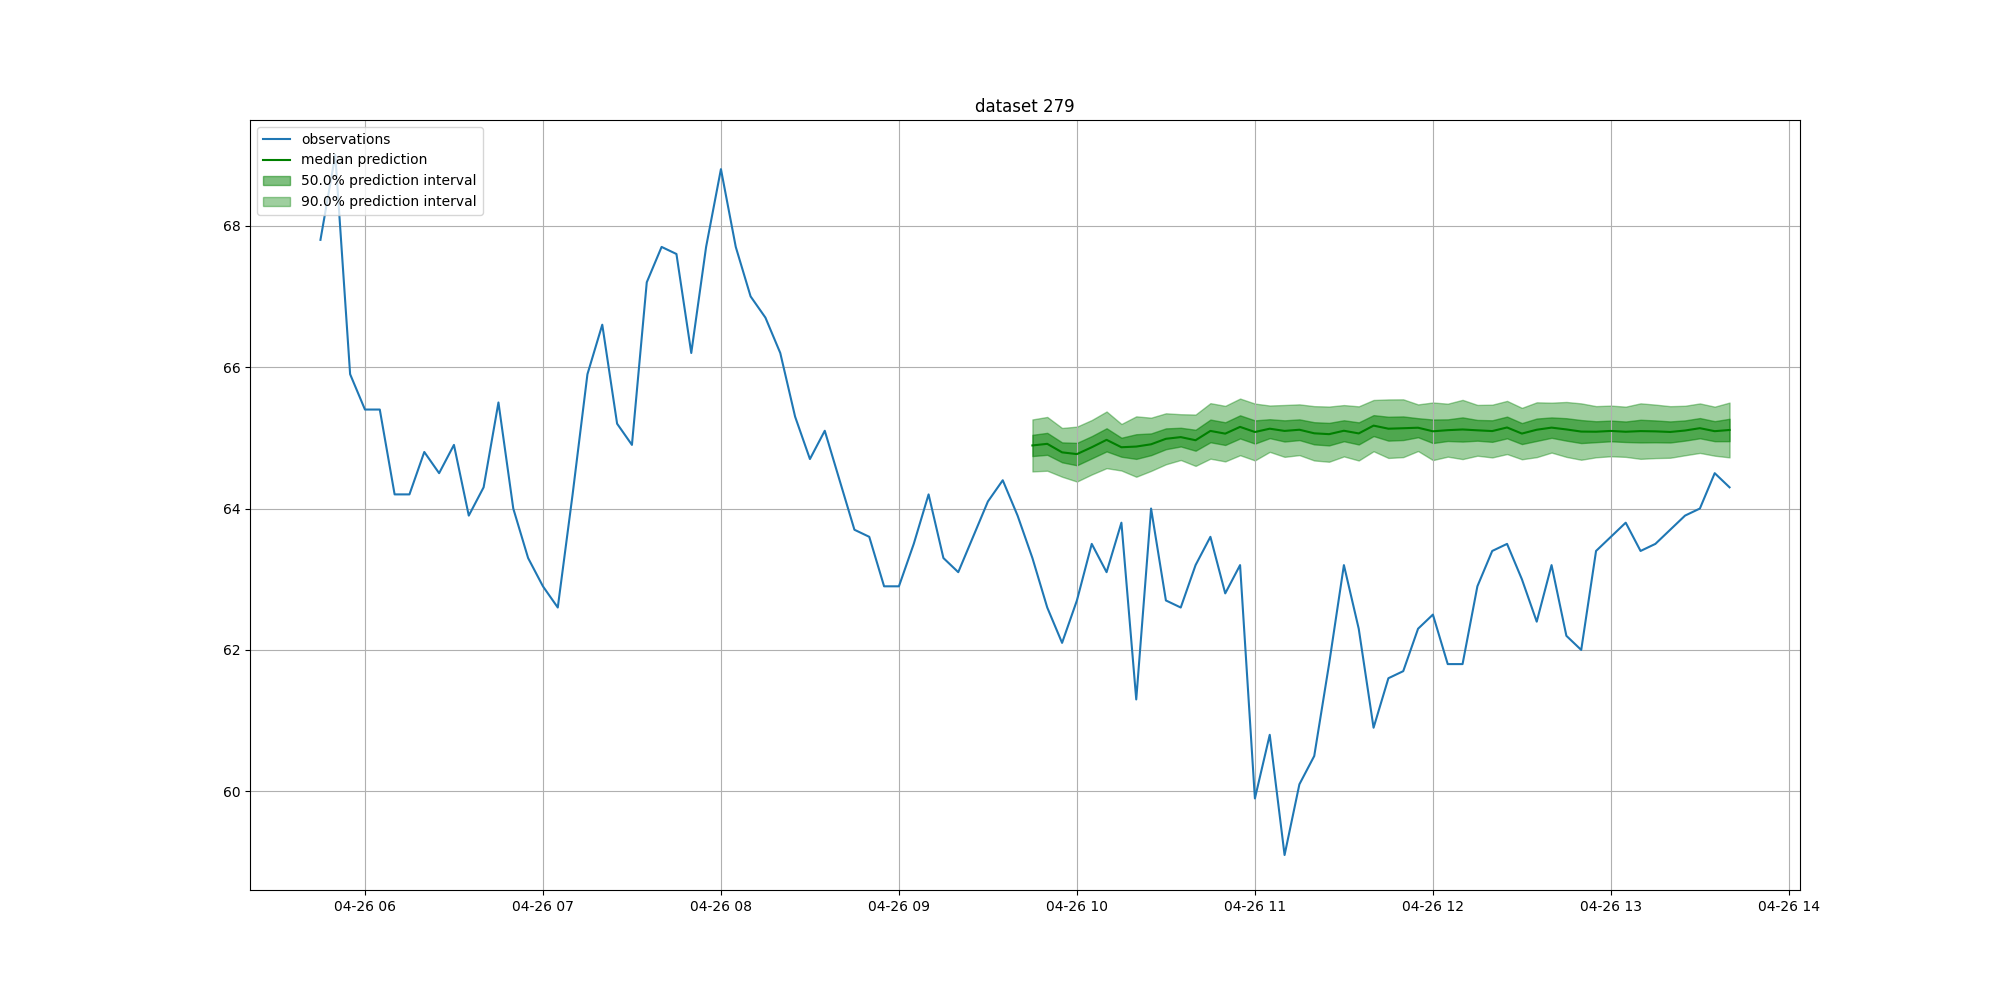 dataset 279
observations
median prediction
50.0% prediction interval
90.0% prediction interval
68
66
64
62
60
04-26 06
04-26 07
04-26 08
04-26 09
04-26 10
04-26 11
04-26 12
04-26 13
04-26 14